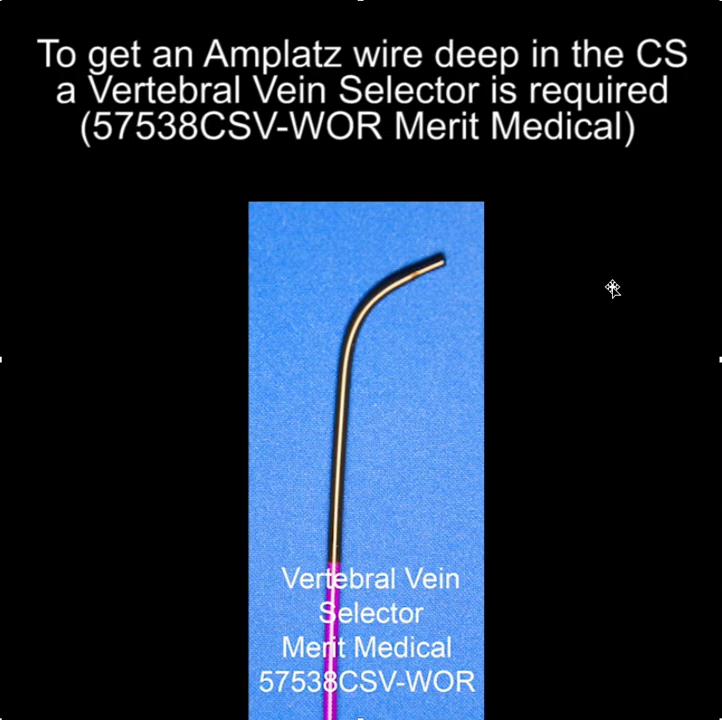 To get an Amplatz wire deep in the CS
a Vertebral Vein Selector is required
(57538CSV-WOR Merit Medical)
Vertebral Vein
Selector
Merit Medical
57538CSV-WOR